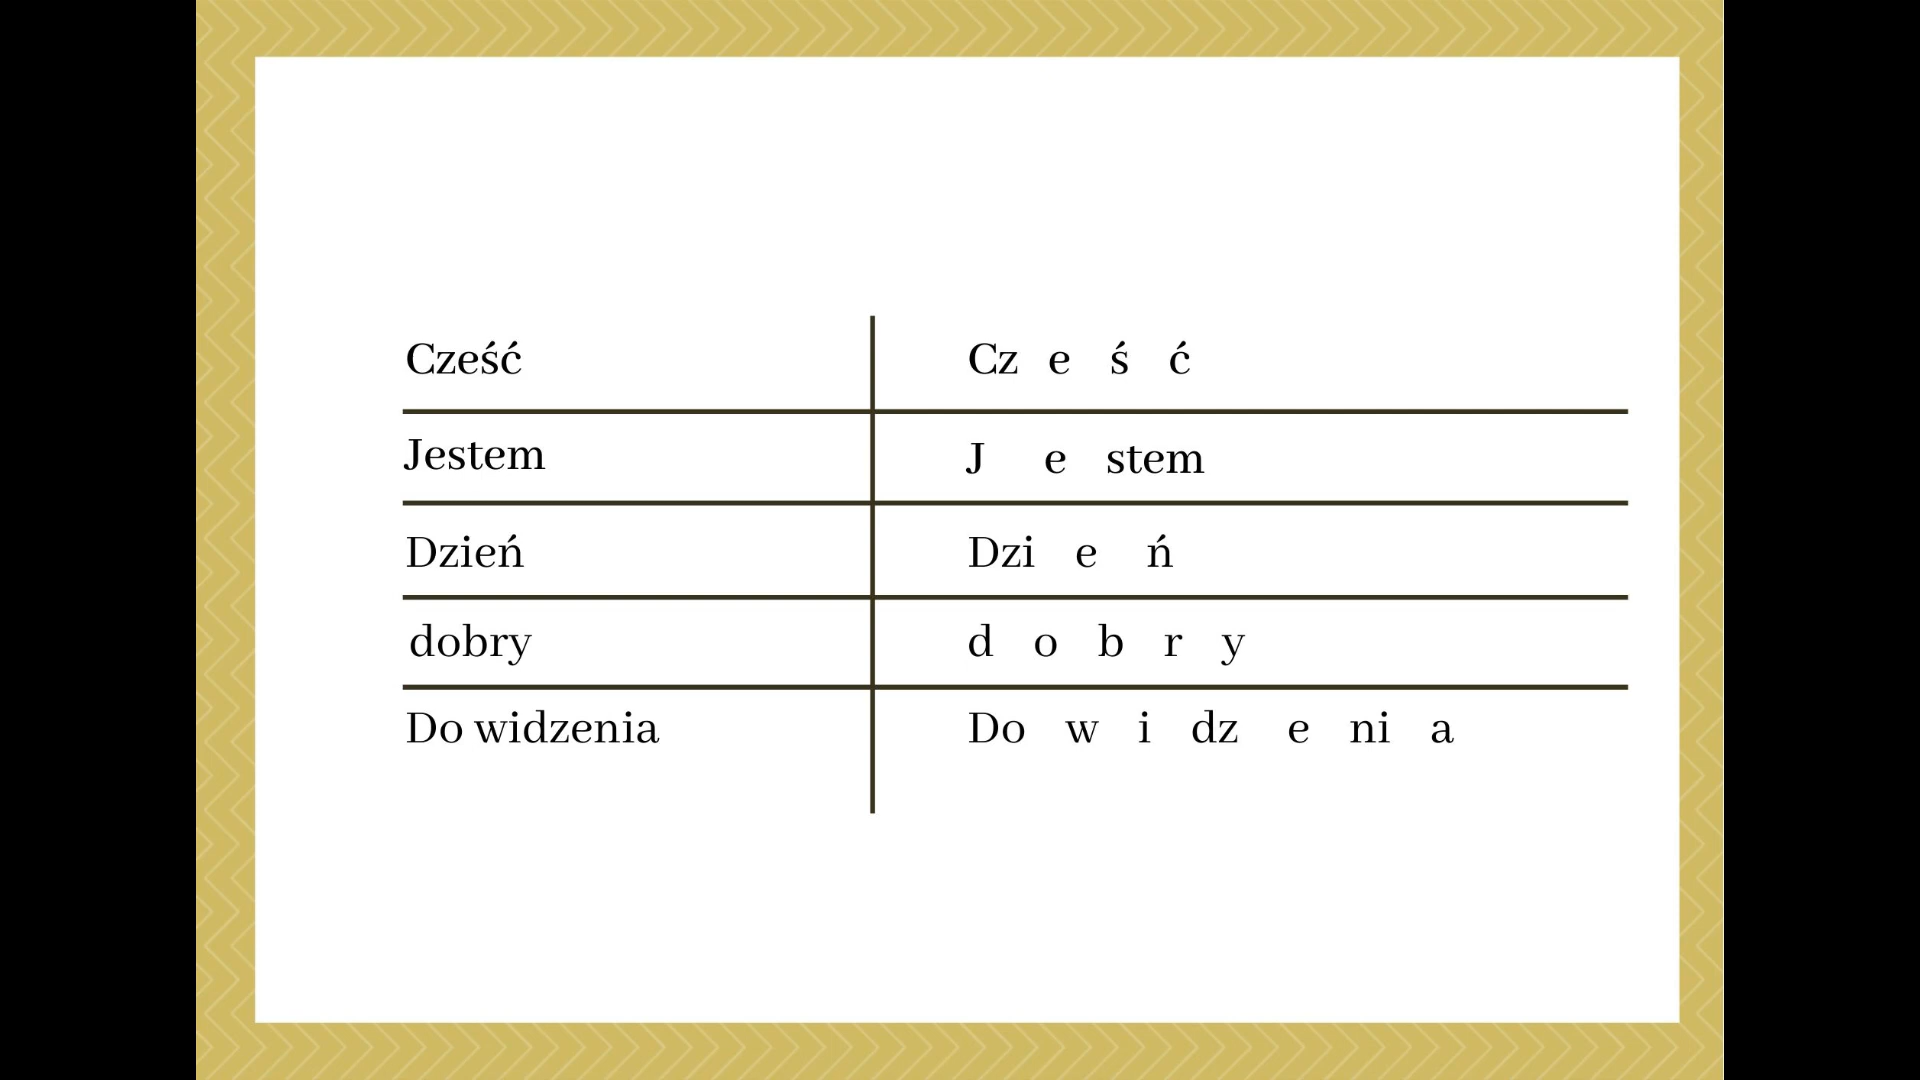 Cześć Cz e ś ć
Jestem J e stem
Dzień Dzi e ń
dobry d o b r y
Do widzenia Do w i dz e ni a